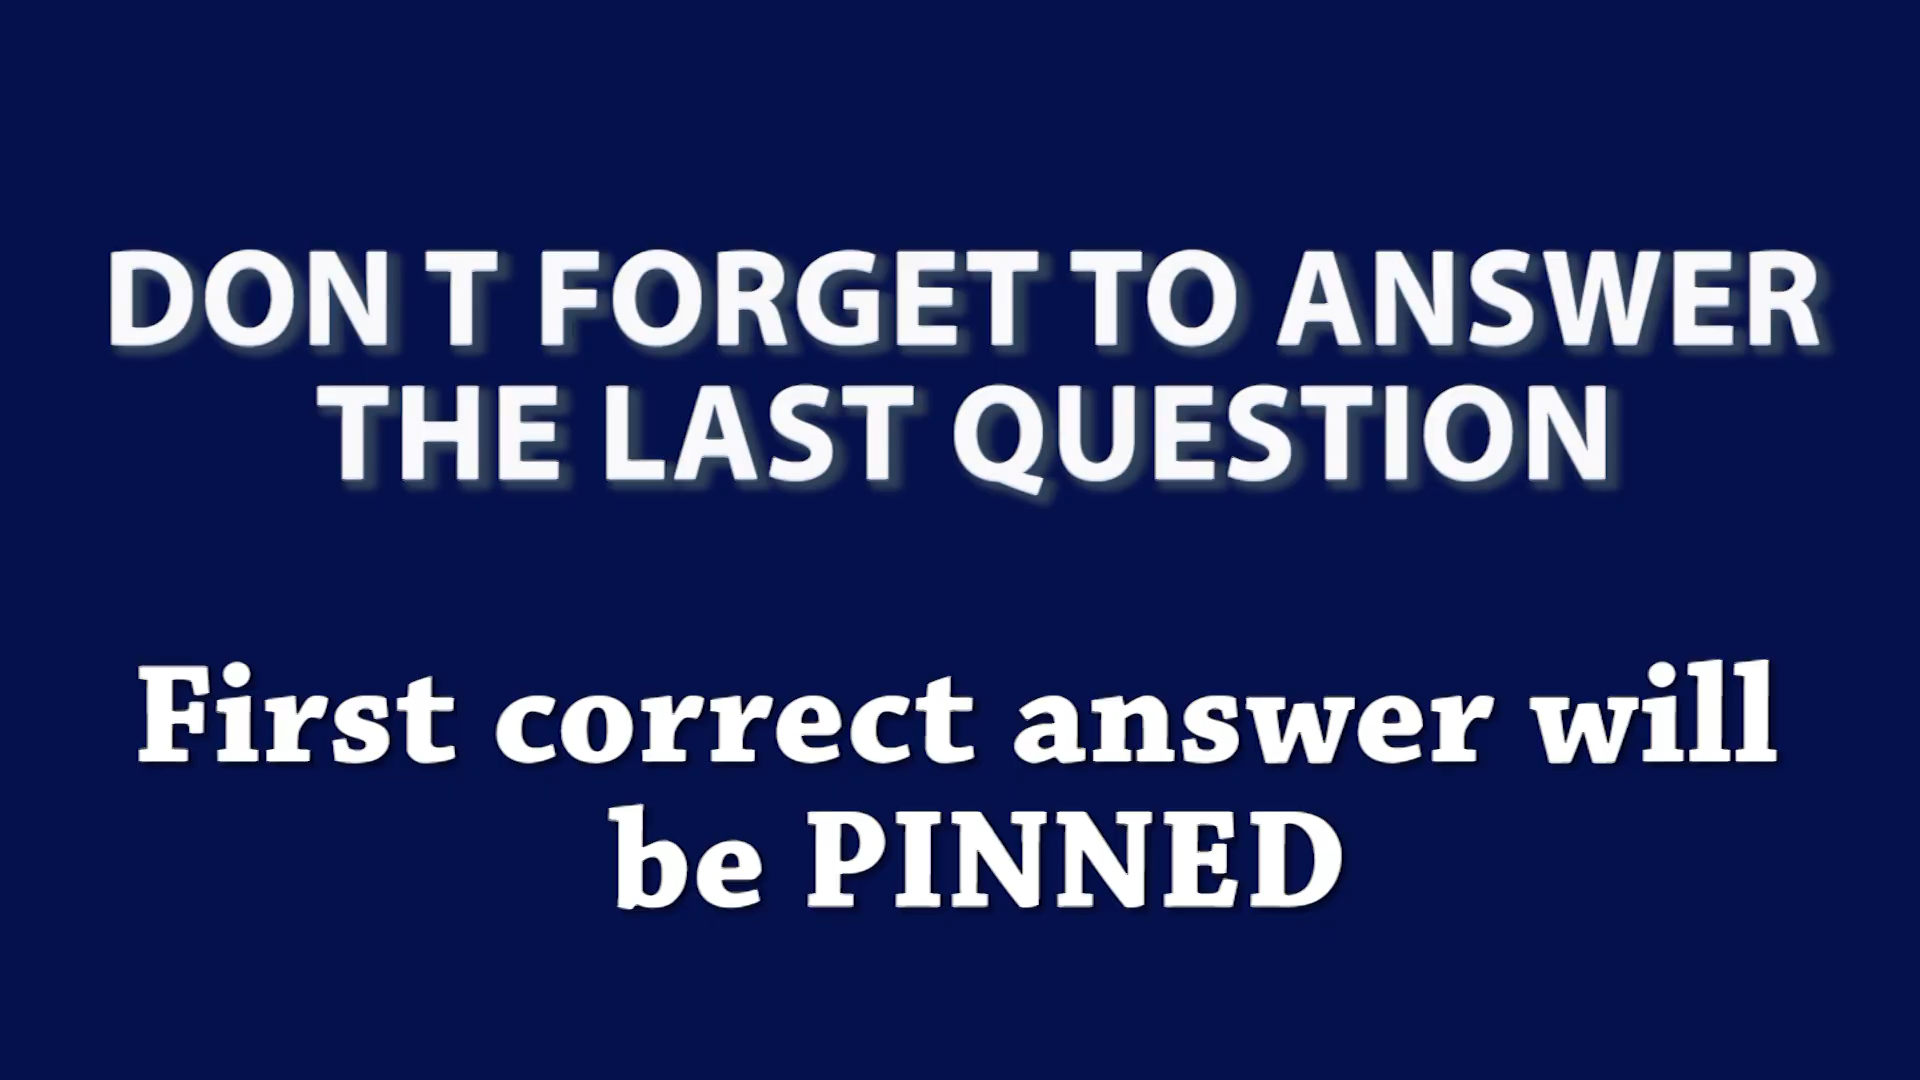 DON T FORGET TO ANSWER
THE LAST QUESTION
First correct answer will
be PINNED